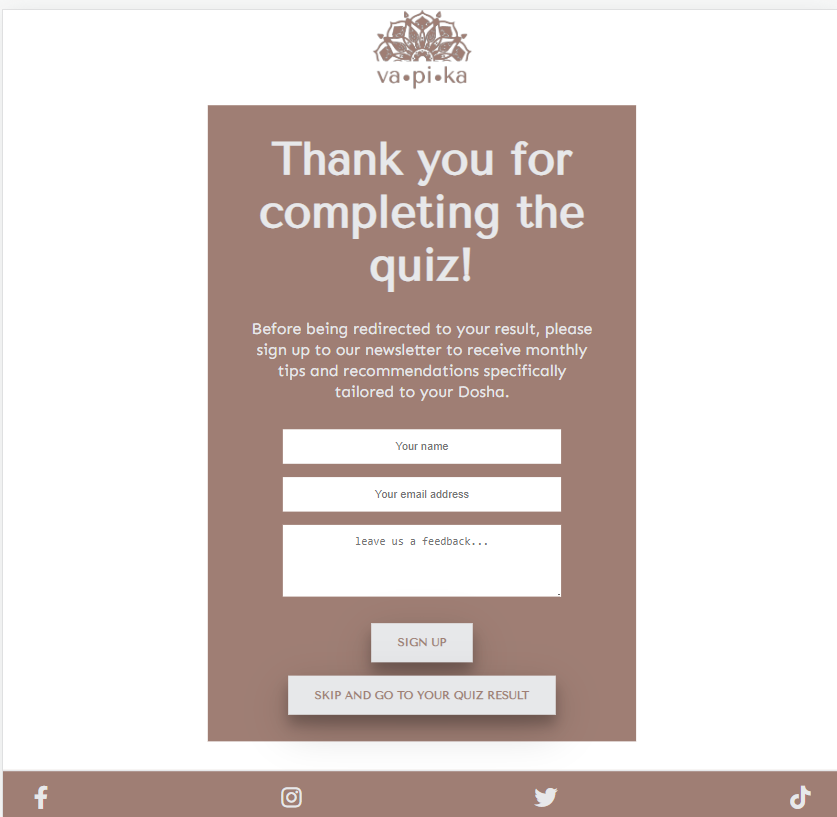 va•pi•ka
Thank you for
completing the
quiz!
Before being redirected to your result, please
sign up to our newsletter to receive monthly
tips and recommendations specifically
tailored to your Dosha.
Your name
Your email address
leave us a feedback...
SIGN UP
SKIP AND GO TO YOUR QUIZ RESULT